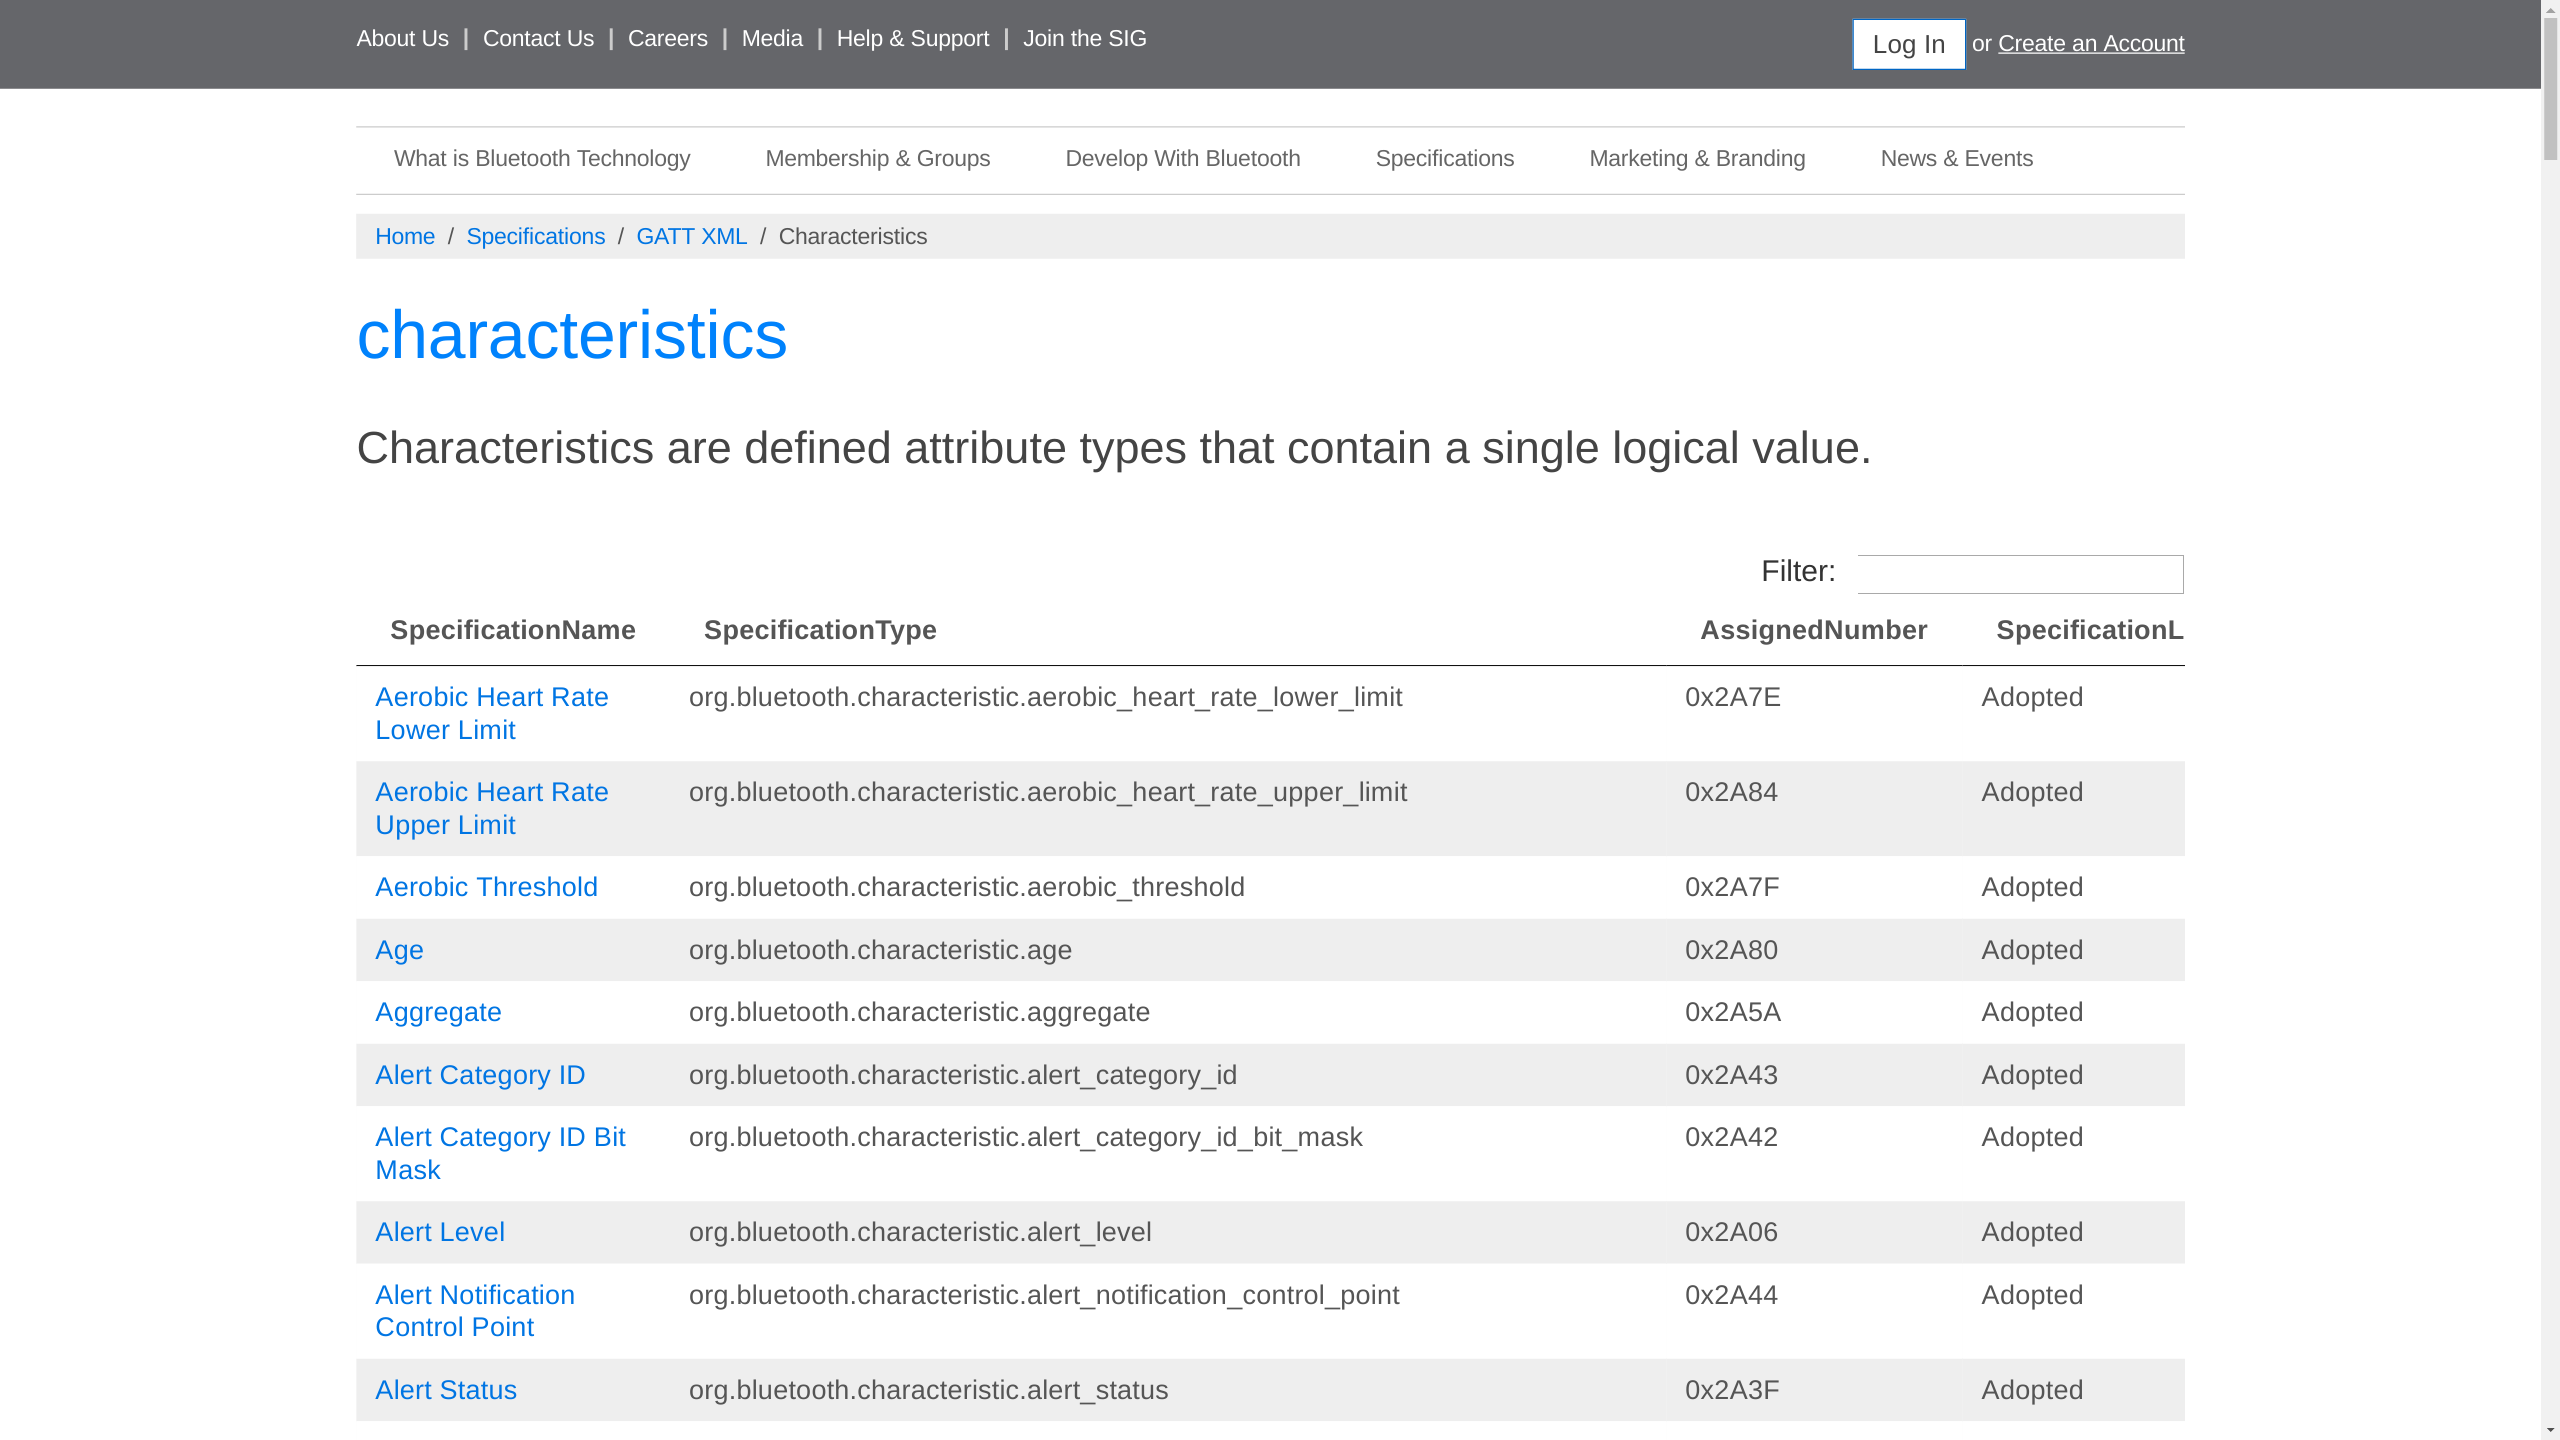 About Us | Contact Us | Careers | Media | Help & Support | Join the SIG Log In or Create an Account
What is Bluetooth Technology Membership & Groups Develop With Bluetooth Specifications Marketing & Branding News & Events
Home / Specifications / GATT XML / Characteristics
characteristics
Characteristics are defined attribute types that contain a single logical value.
Filter:
SpecificationName SpecificationType AssignedNumber SpecificationL
Aerobic Heart Rate org.bluetooth.characteristic.aerobic_heart_rate_lower_limit 0x2A7E Adopted
Lower Limit
Aerobic Heart Rate org.bluetooth.characteristic.aerobic_heart_rate_upper_limit 0x2A84 Adopted
Upper Limit
Aerobic Threshold org.bluetooth.characteristic.aerobic_threshold 0x2A7F Adopted
Age org.bluetooth.characteristic.age 0x2A80 Adopted
Aggregate org.bluetooth.characteristic.aggregate 0x2A5A Adopted
Alert Category ID org.bluetooth.characteristic.alert_category_id 0x2A43 Adopted
Alert Category ID Bit org.bluetooth.characteristic.alert_category_id_bit_mask 0x2A42 Adopted
Mask
Alert Level org.bluetooth.characteristic.alert_level 0x2A06 Adopted
Alert Notification org.bluetooth.characteristic.alert_notification_control_point 0x2A44 Adopted
Control Point
Alert Status org.bluetooth.characteristic.alert_status 0x2A3F Adopted